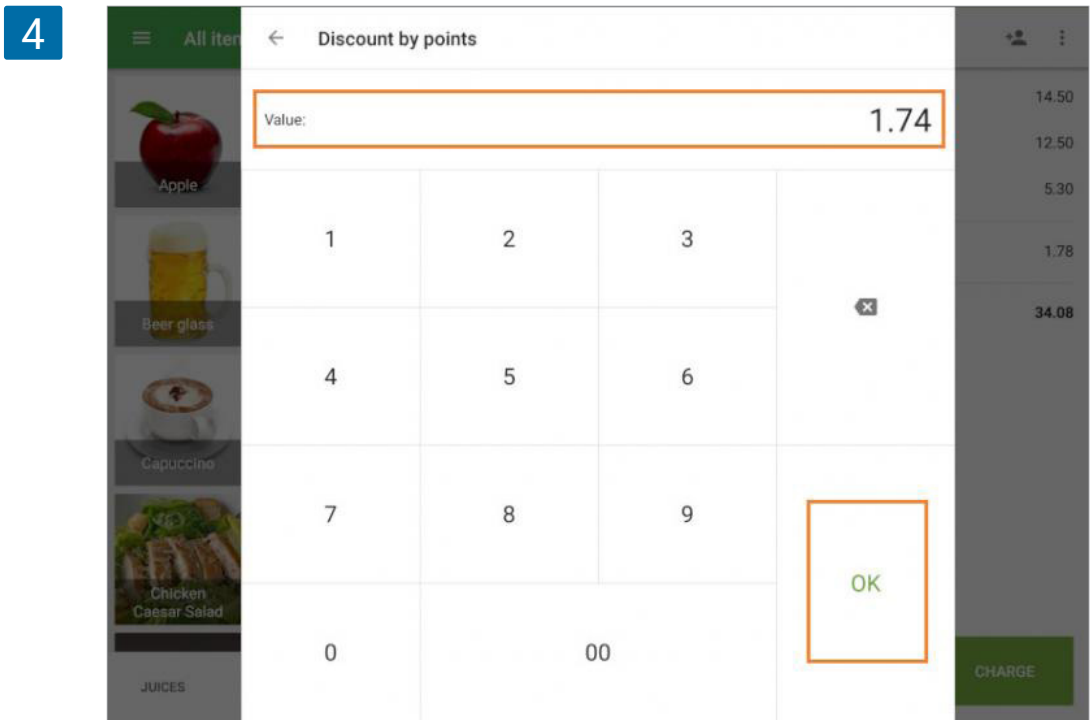 4
All iten
Discount by points
Value:
1.74
14.50
12.50
5.30
1.78
34.08
Apple
Beer glass
Capuccino
Chicken
Caesar Salad
JUICES
1 2 3
4 5 6
7 8 9
OK
0 00
CHARGE